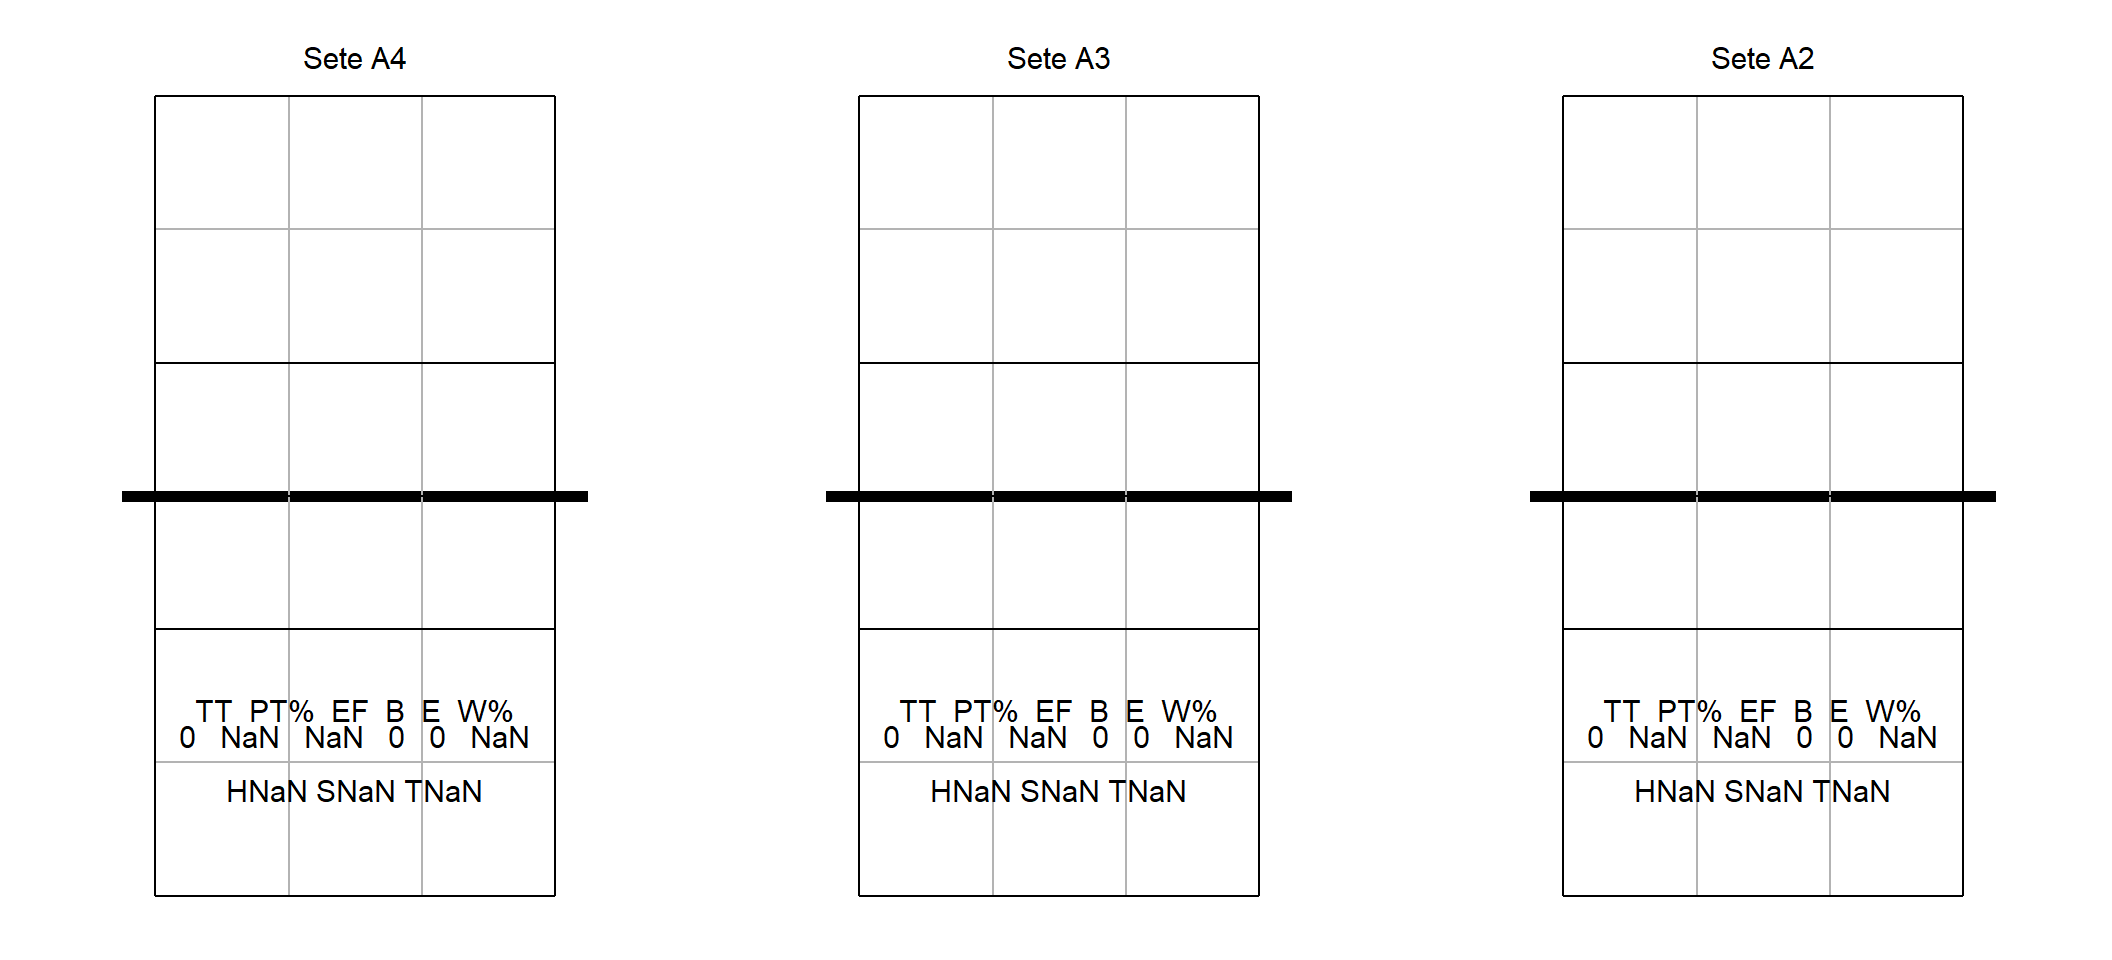 Sete A4
TT PT% EF B E W%
0 NaN NaN 0 0 NaN
HNaN SNaN TNaN
Sete A3
TT PT% EF B E W%
0 NaN NaN 0 0 NaN
HNaN SNaN TNaN
Sete A2
TT PT% EF B E W%
0 NaN NaN 0 0 NaN
HNaN SNaN TNaN